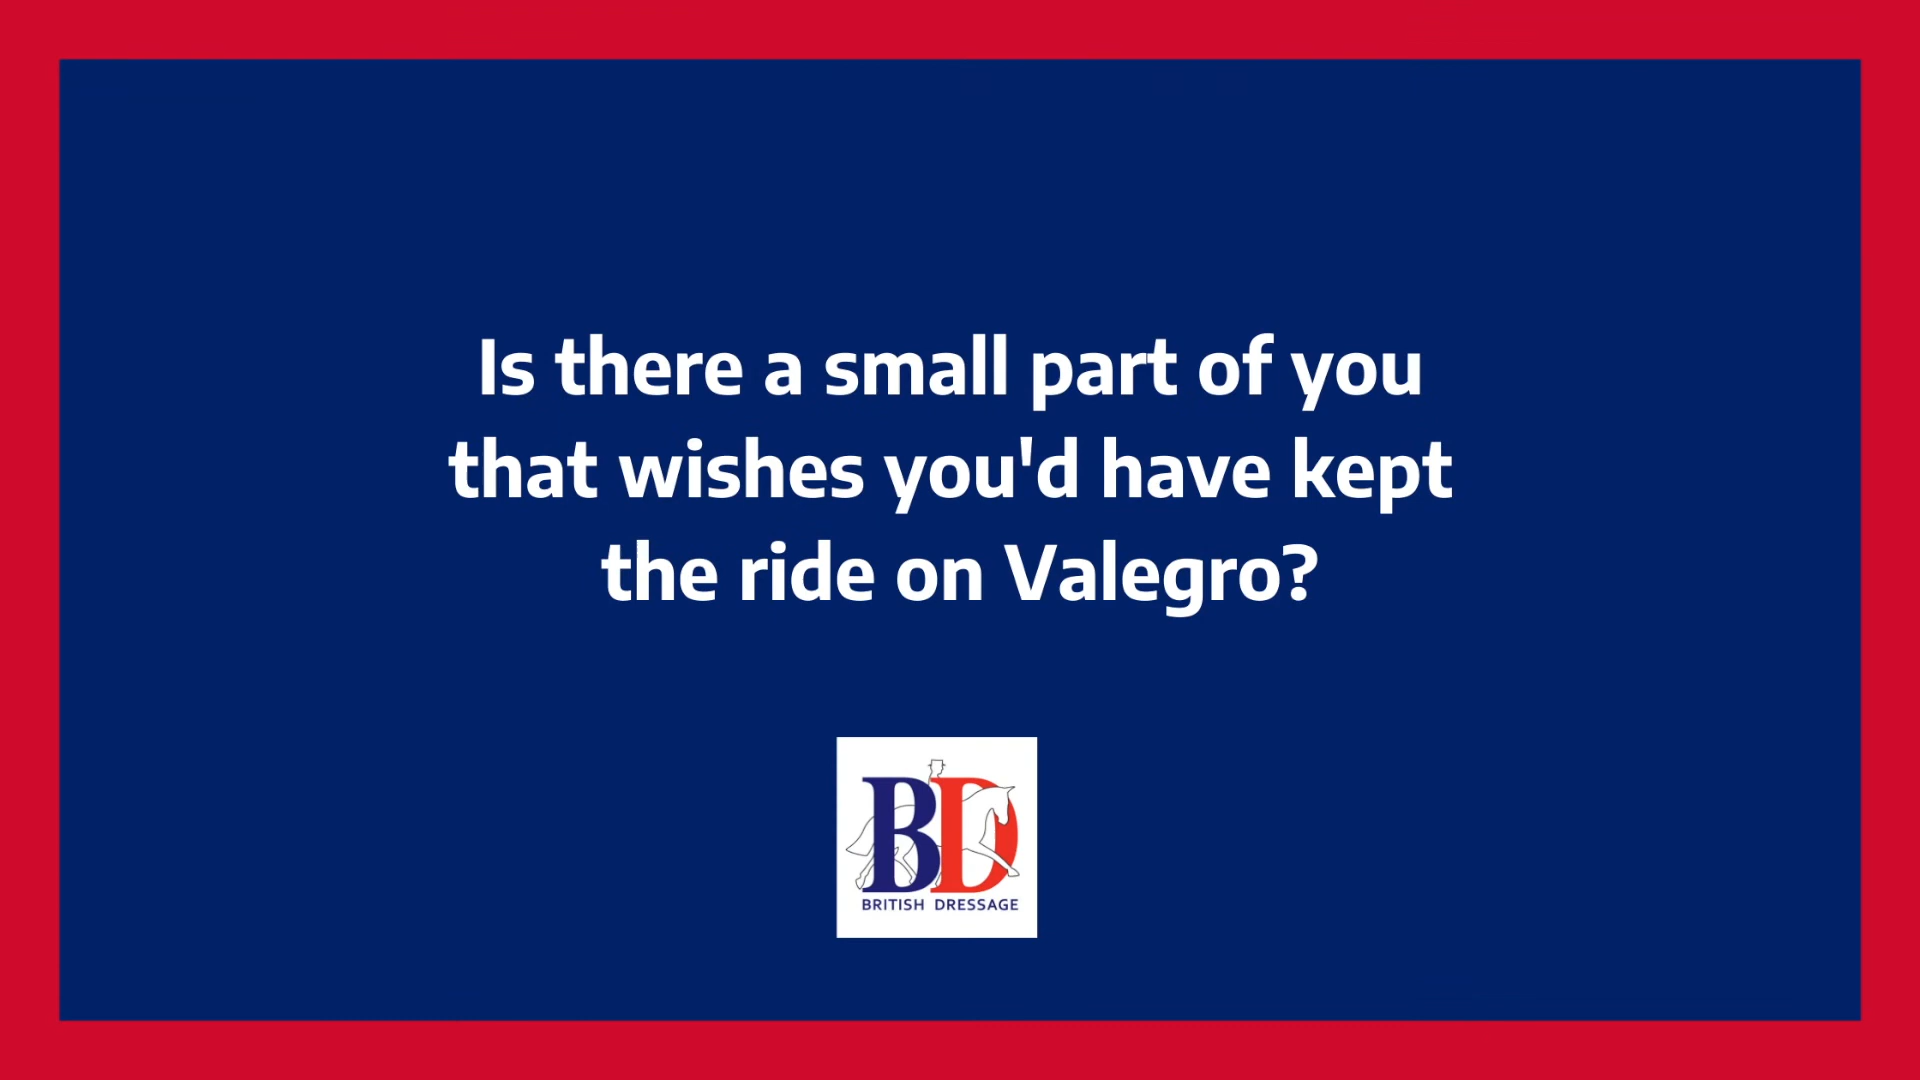 Is there a small part of you
that wishes you'd have kept
the ride on Valegro?
BD
BRITISH DRESSAGE